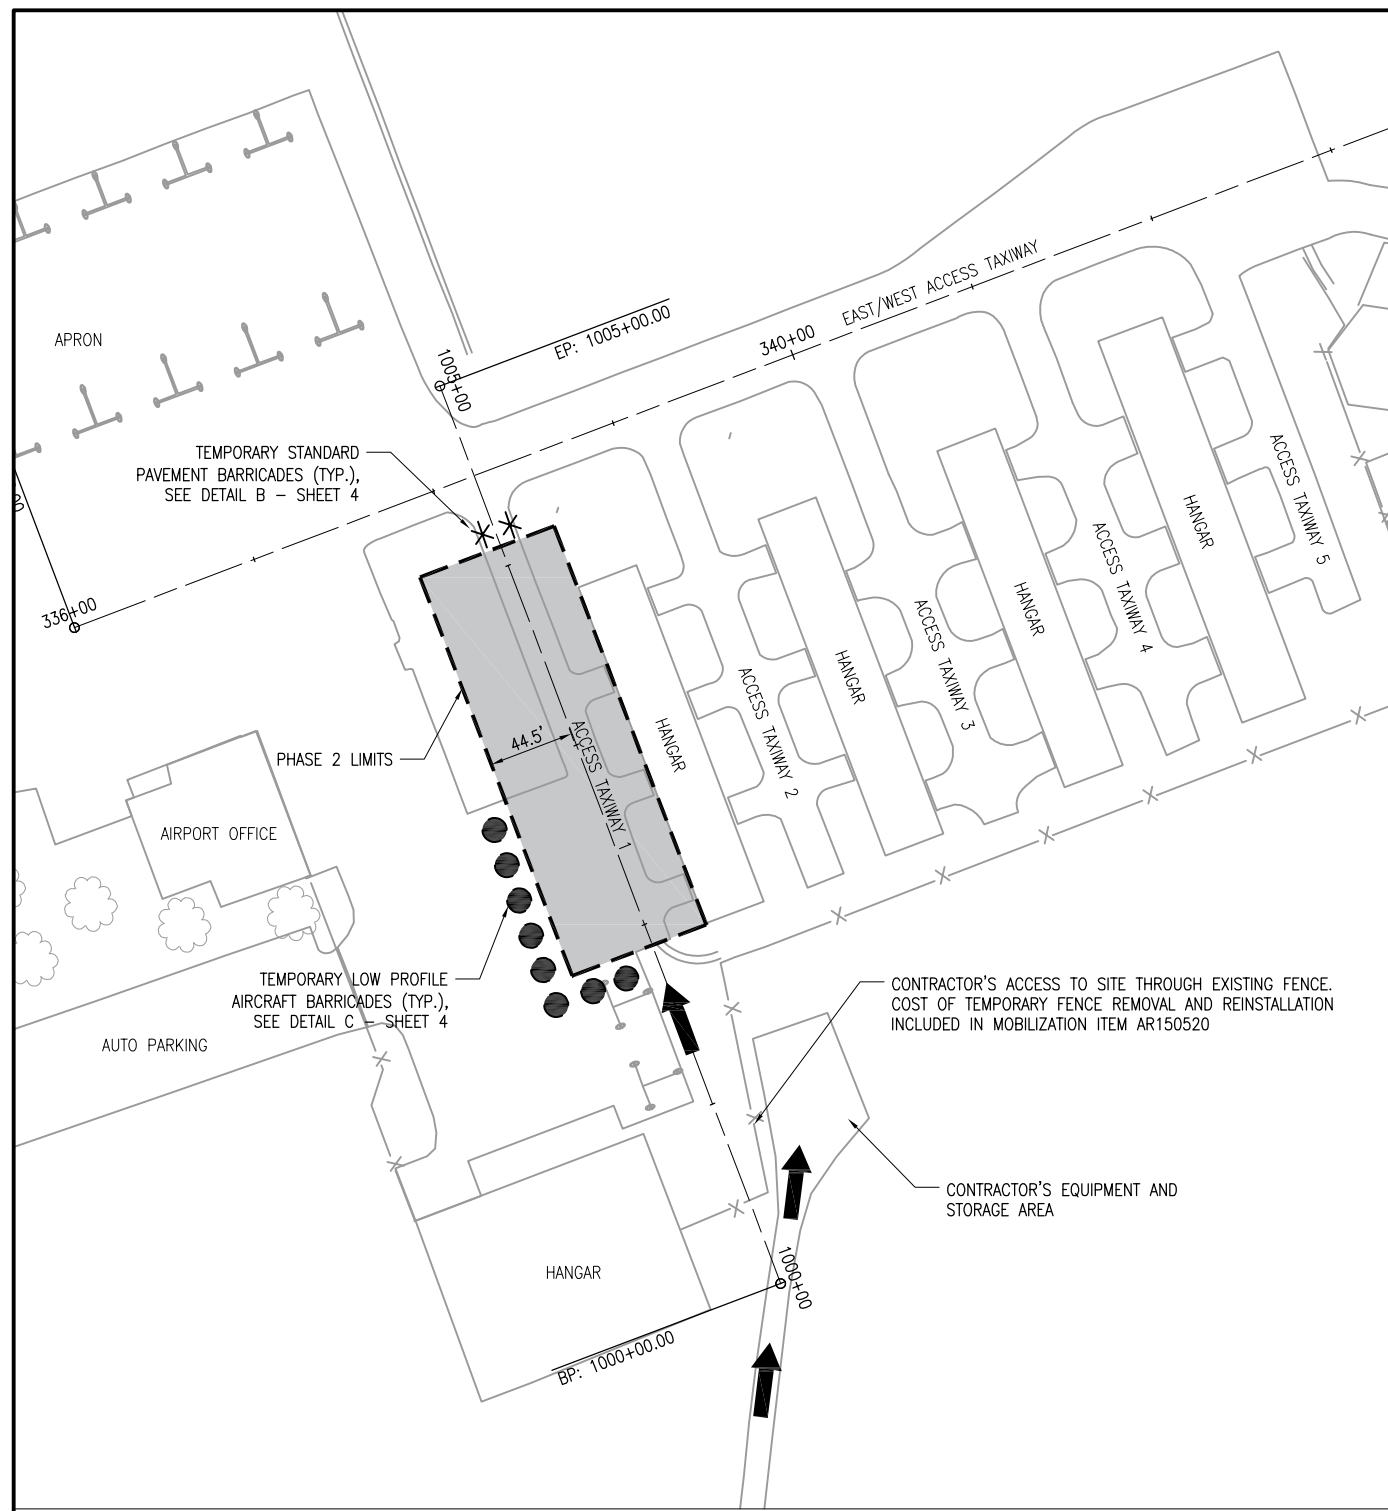 EAST/WEST ACCESS TAXIWAY
340+00
EP: 1005+00.00
1005+00
APRON
TEMPORARY STANDARD
PAVEMENT BARRICADES (TYP.),
SEE DETAIL B – SHEET 4
336+00
ACCESS TAXIWAY 5
HANGAR
ACCESS TAXIWAY 4
HANGAR
ACCESS TAXIWAY 3
HANGAR
ACCESS TAXIWAY 2
HANGAR
ACCESS TAXIWAY 1
44.5'
PHASE 2 LIMITS
AIRPORT OFFICE
TEMPORARY LOW PROFILE
AIRCRAFT BARRICADES (TYP.),
SEE DETAIL C – SHEET 4
AUTO PARKING
CONTRACTOR'S ACCESS TO SITE THROUGH EXISTING FENCE.
COST OF TEMPORARY FENCE REMOVAL AND REINSTALLATION
INCLUDED IN MOBILIZATION ITEM AR150520
CONTRACTOR'S EQUIPMENT AND
STORAGE AREA
HANGAR
1000+00
BP: 1000+00.00